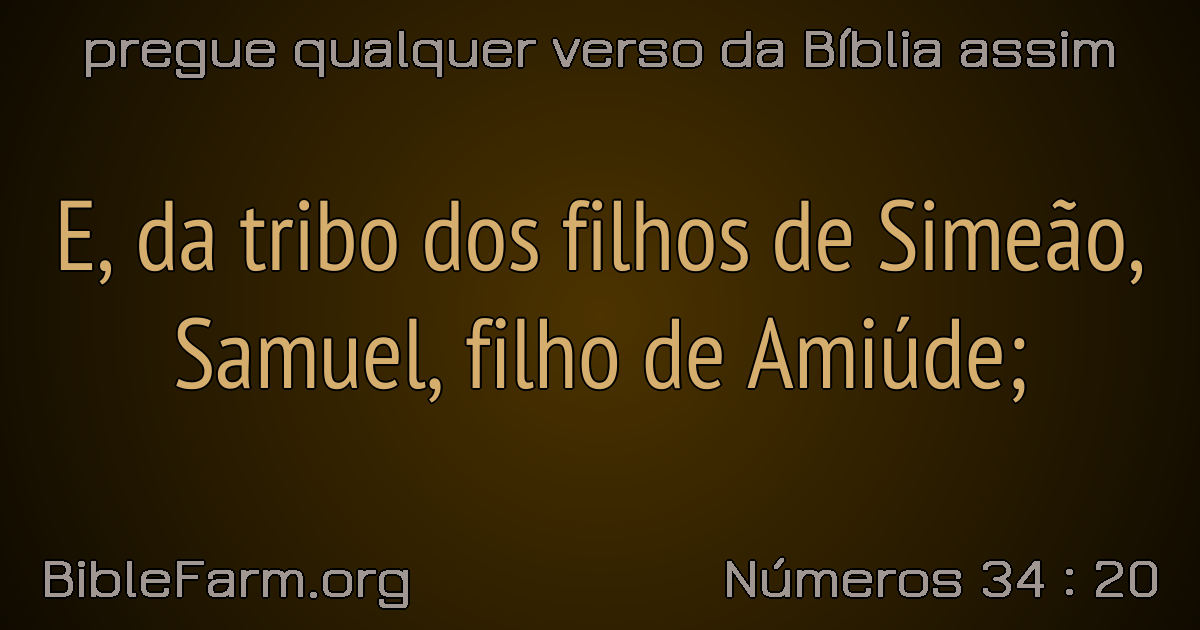 pregue qualquer verso da Bíblia assim
E, da tribo dos filhos de Simeão,
Samuel, filho de Amiúde;
BibleFarm.org
Números 34 : 20